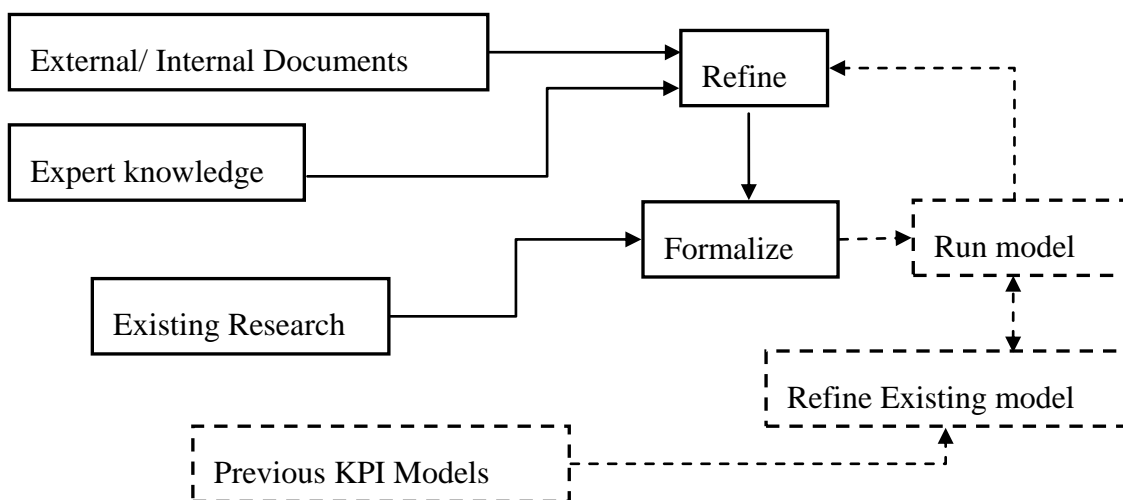 External/ Internal Documents
Refine
Expert knowledge
Formalize
Run model
Existing Research
Refine Existing model
Previous KPI Models